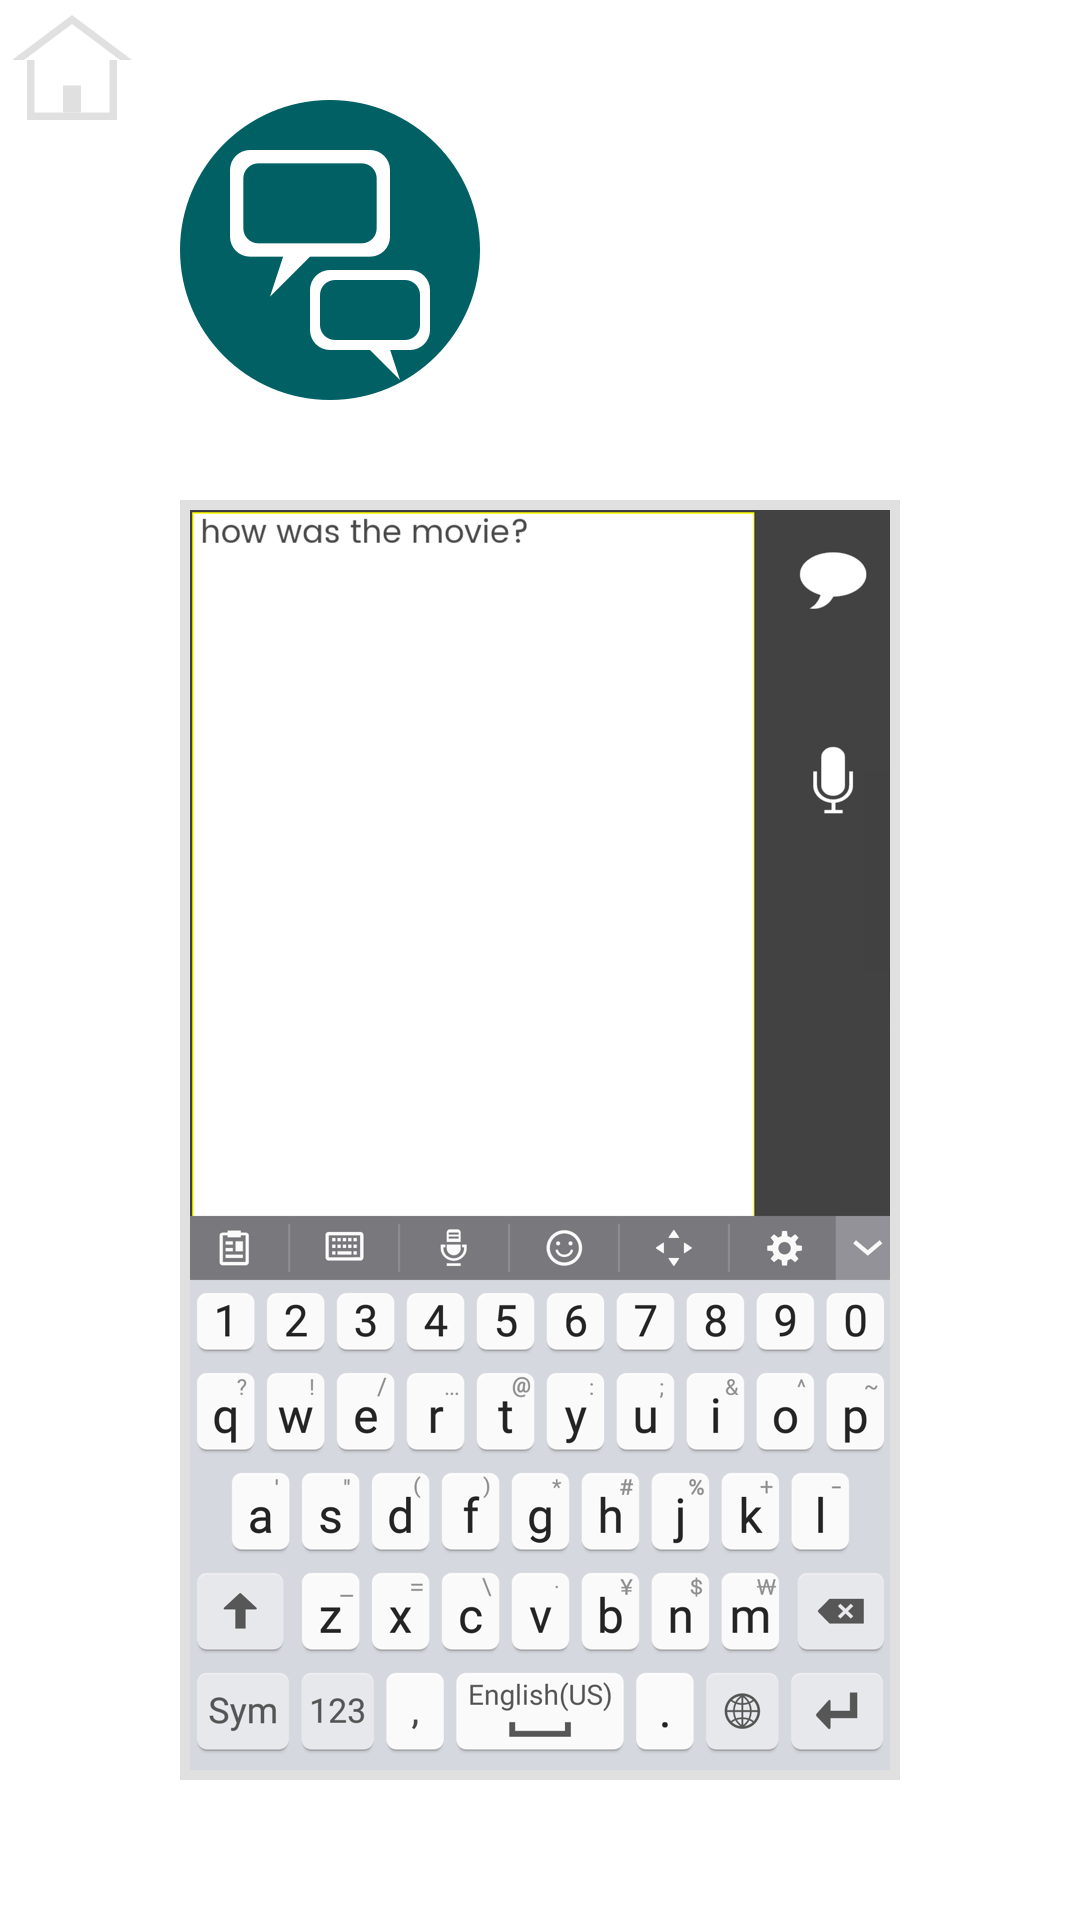 how was the movie?
1 2 3 4 5 6 7 8 9 0
? ! / ... @ : ; & ^ ~
q w e r t y u i o p
' " ( ) * # % + -
a s d f g h j k l
_ = \ · ¥ $ ₩
z x c v b n m
Sym 123 , English(US) .